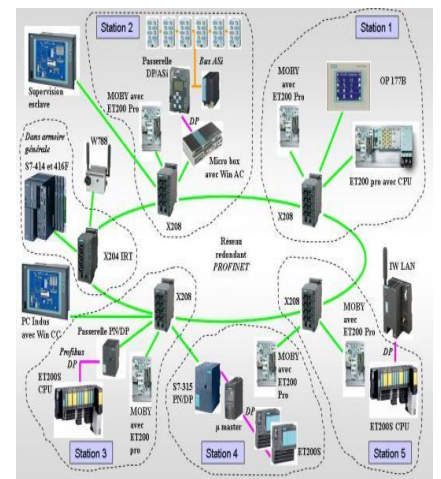 Station 2
Station 1
Passerelle
DP/ASi
Bus ASi
MOBY avec
ET200 Pro
DP
Micro box
avec Win AC
Supervision
esclave
MOBY avec
ET200 Pro
OP 177B
ET200 pro avec CPU
Dans armoire
générale
S7-414 et 416F
W788
X208
X208
X204 IRT
Réseau
redondant
PROFINET
IW LAN
X208
X208
PC Indus
avec Win CC
Passerelle PN/DP
Profibus
DP
ET200S
CPU
MOBY
avec
ET200
pro
S7-315
PN/DP
DP
µ master
ET200S
MOBY
avec
ET200
Pro
MOBY avec
ET200 Pro
DP
ET200S CPU
Station 3
Station 4
Station 5